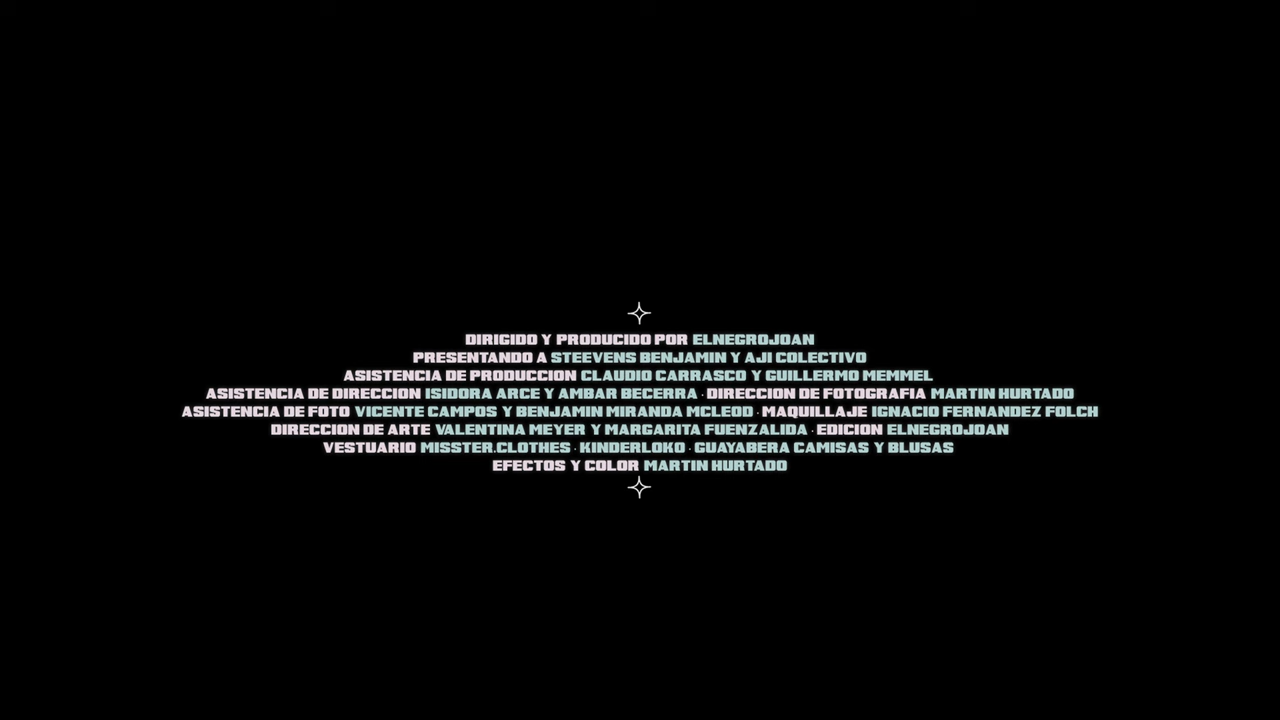 DIRIGIDO Y PRODUCIDO POR ELNEGROJOAN
PRESENTANDO A STEEVENS BENJAMIN Y AJI COLECTIVO
ASISTENCIA DE PRODUCCION CLAUDIO CARRASCO Y GUILLERMO MEMMEL
ASISTENCIA DE DIRECCION ISIDORA ARCE Y AMBAR BECERRA · DIRECCION DE FOTOGRAFIA MARTIN HURTADO
ASISTENCIA DE FOTO VICENTE CAMPOS Y BENJAMIN MIRANDA MCLEOD · MAQUILLAJE IGNACIO FERNANDEZ FOLCH
DIRECCION DE ARTE VALENTINA MEYER Y MARGARITA FUENZALIDA · EDICION ELNEGROJOAN
VESTUARIO MISSTER.CLOTHES · KINDERLOKO · GUAYABERA CAMISAS Y BLUSAS
EFECTOS Y COLOR MARTIN HURTADO